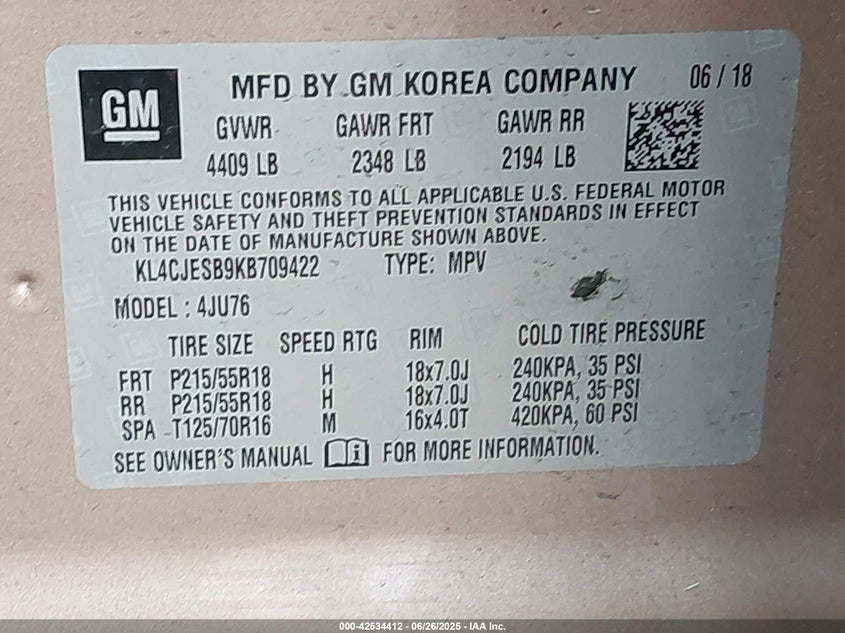 GM MFD BY GM KOREA COMPANY 06 / 18
GVWR GAWR FRT GAWR RR
4409 LB 2348 LB 2194 LB
THIS VEHICLE CONFORMS TO ALL APPLICABLE U.S. FEDERAL MOTOR
VEHICLE SAFETY AND THEFT PREVENTION STANDARDS IN EFFECT
ON THE DATE OF MANUFACTURE SHOWN ABOVE.
KL4CJESB9KB709422 TYPE: MPV
MODEL : 4JU76
TIRE SIZE SPEED RTG RIM COLD TIRE PRESSURE
FRT P215/55R18 H 18x7.0J 240KPA, 35 PSI
RR P215/55R18 H 18x7.0J 240KPA, 35 PSI
SPA T125/70R16 M 16x4.0T 420KPA, 60 PSI
SEE OWNER'S MANUAL FOR MORE INFORMATION.
000-42534412 - 06/26/2025 - IAA Inc.